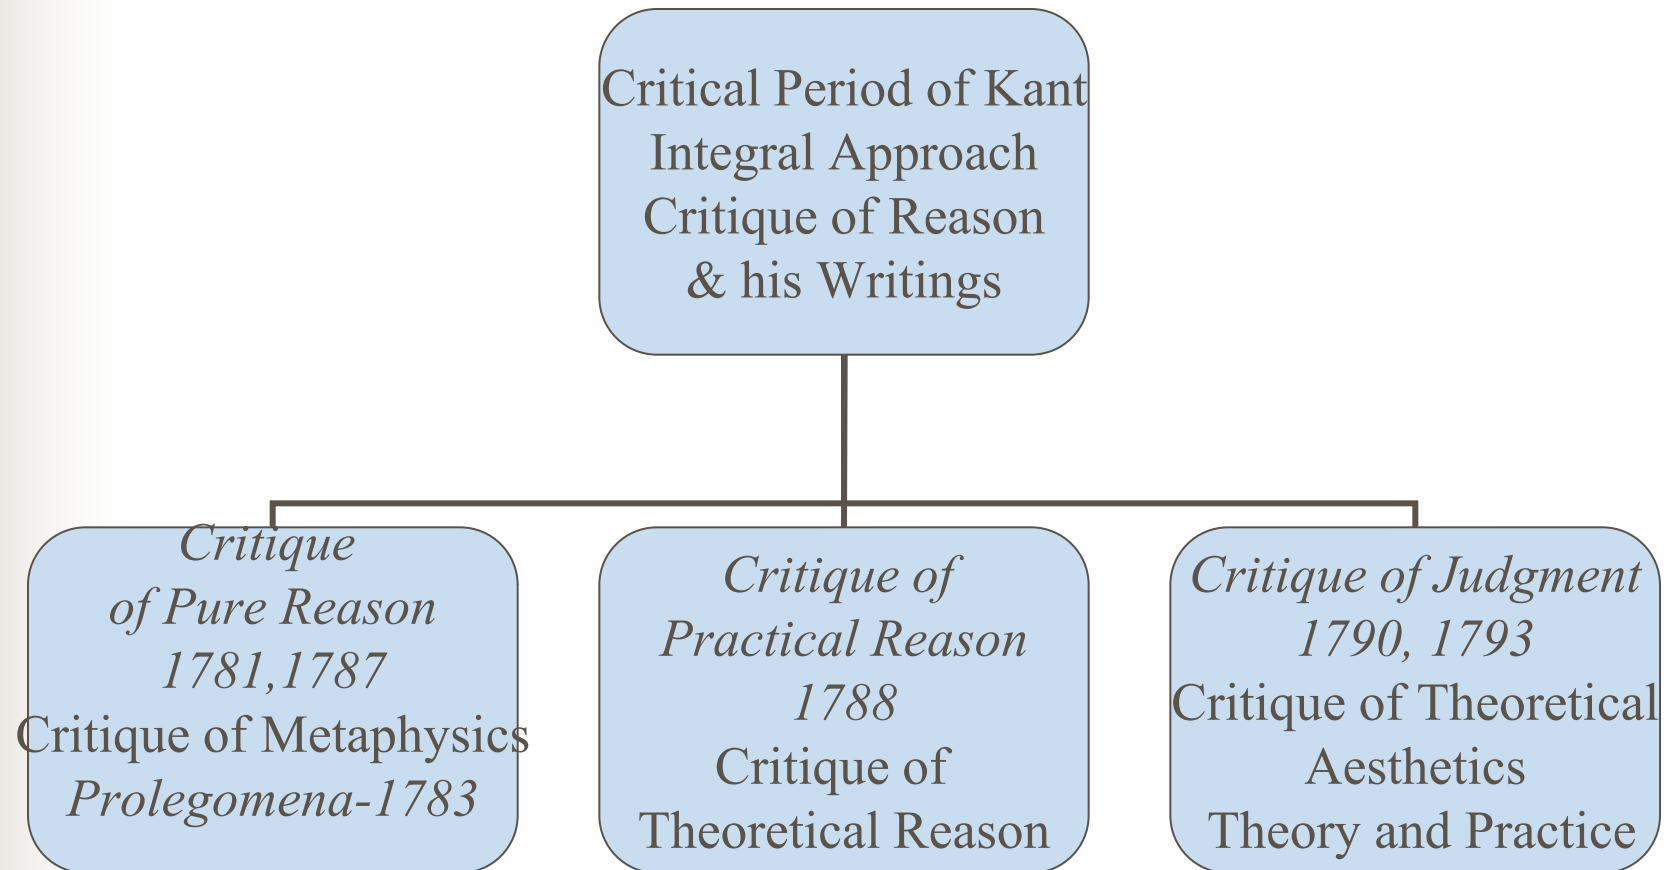 Critical Period of Kant
Integral Approach
Critique of Reason
& his Writings
Critique
of Pure Reason
1781,1787
Critique of Metaphysics
Prolegomena-1783
Critique of
Practical Reason
1788
Critique of
Theoretical Reason
Critique of Judgment
1790, 1793
Critique of Theoretical
Aesthetics
Theory and Practice